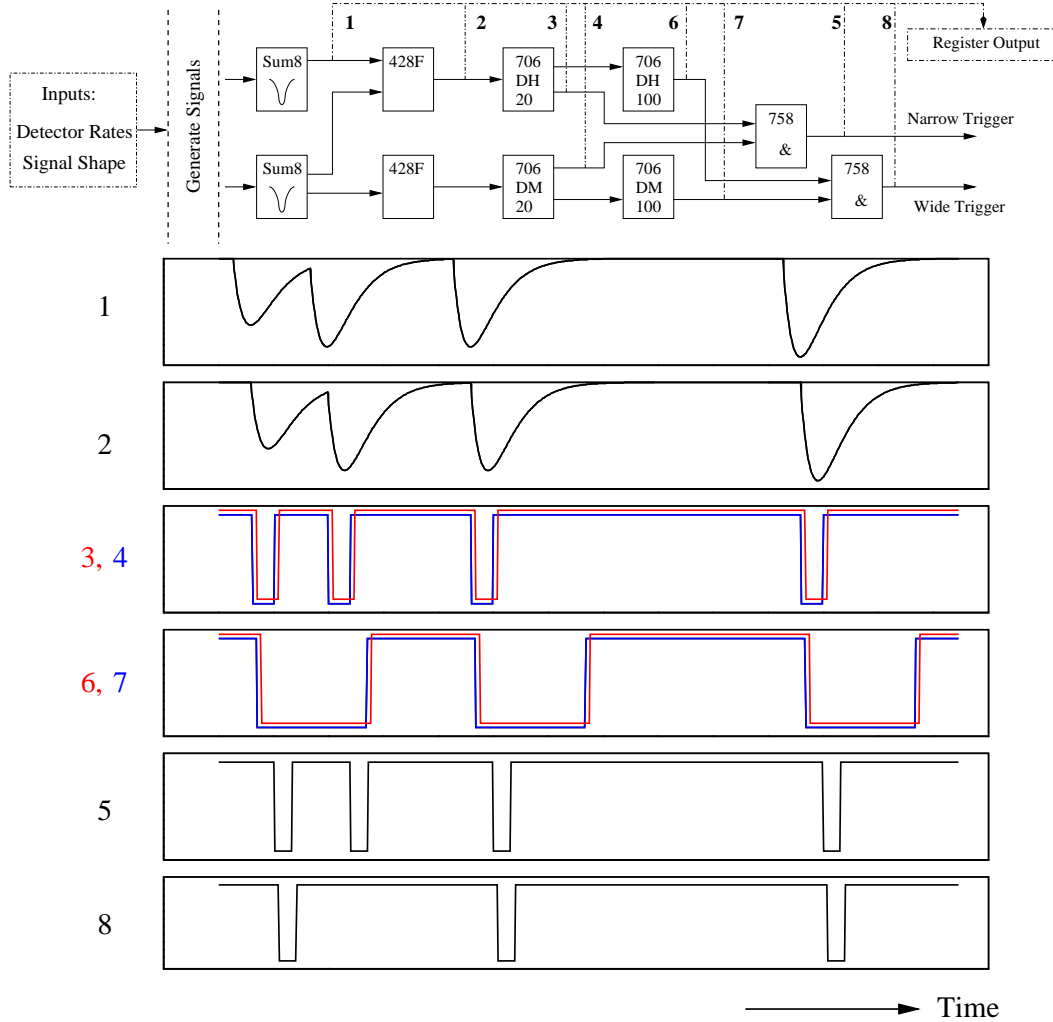 1 2 3 4 6 7 5 8
Register Output
Inputs:
Detector Rates
Signal Shape
Generate Signals
Sum8
428F
706
DH
20
706
DH
100
758
&
Narrow Trigger
Sum8
428F
706
DM
20
706
DM
100
758
&
Wide Trigger
1
2
3, 4
6, 7
5
8
Time